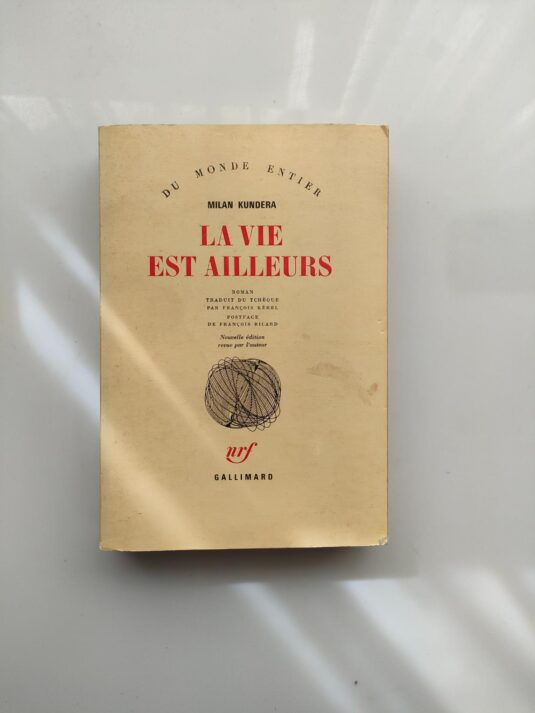 DU MONDE ENTIER
MILAN KUNDERA
LA VIE
EST AILLEURS
ROMAN
TRADUIT DU TCHÈQUE
PAR FRANÇOIS KÉREL
POSTFACE
DE FRANÇOIS RICARD
Nouvelle édition
revue par l'auteur
nrf
GALLIMARD